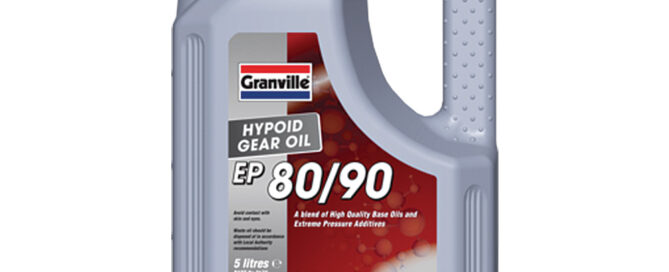 Granville
HYPOID
GEAR OIL
EP 80/90
A blend of High Quality Base Oils and
Extreme Pressure Additives
Avoid contact with
skin and eyes.
Waste oil should be
disposed of in accordance
with Local Authority
recommendations
5 litres e